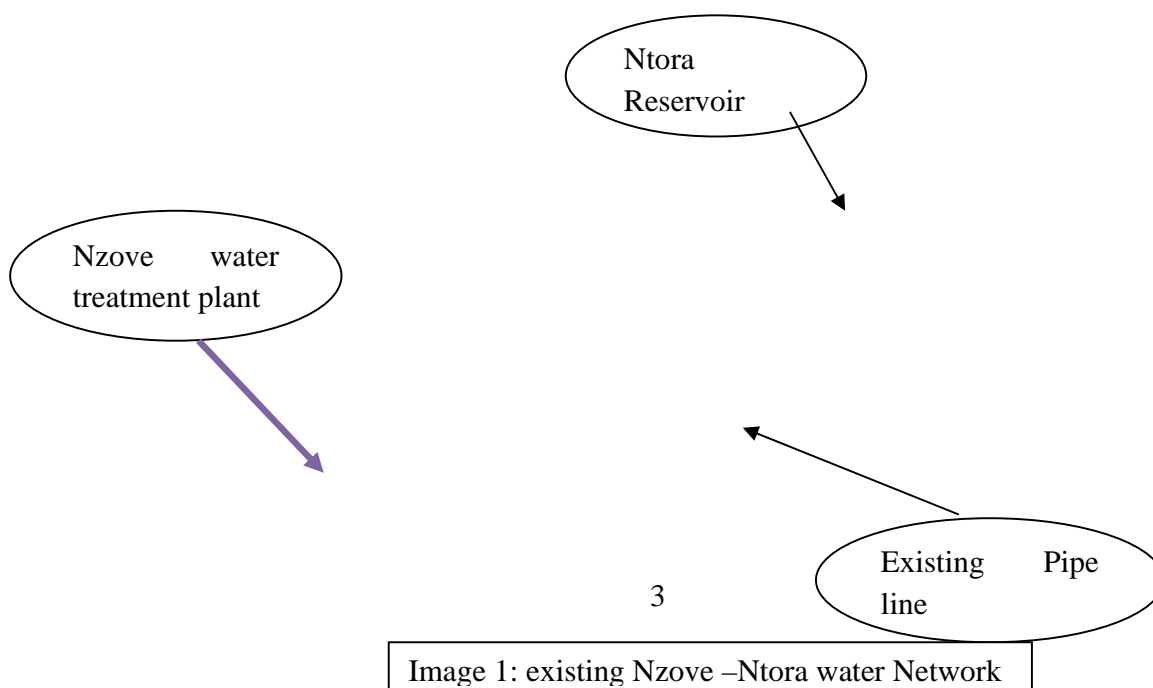 Ntora
Reservoir
Nzove water
treatment plant
Existing Pipe
line
3
Image 1: existing Nzove –Ntora water Network